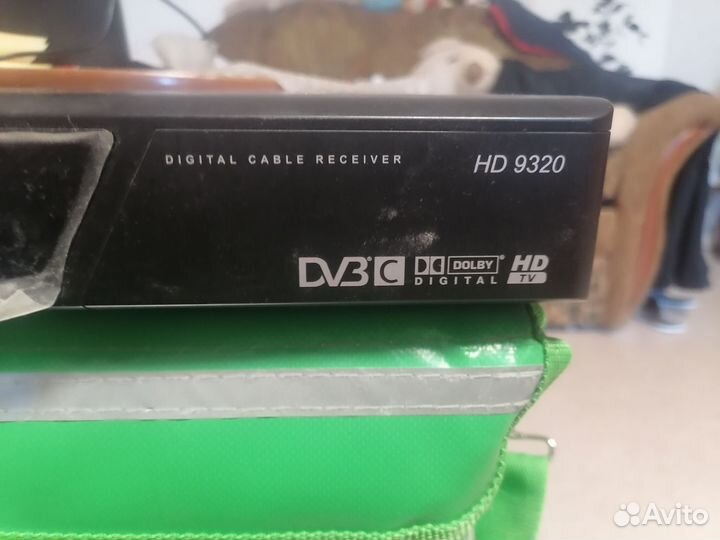 DIGITAL CABLE RECEIVER
HD 9320
DVB C
DOLBY DIGITAL
HD TV
Avito